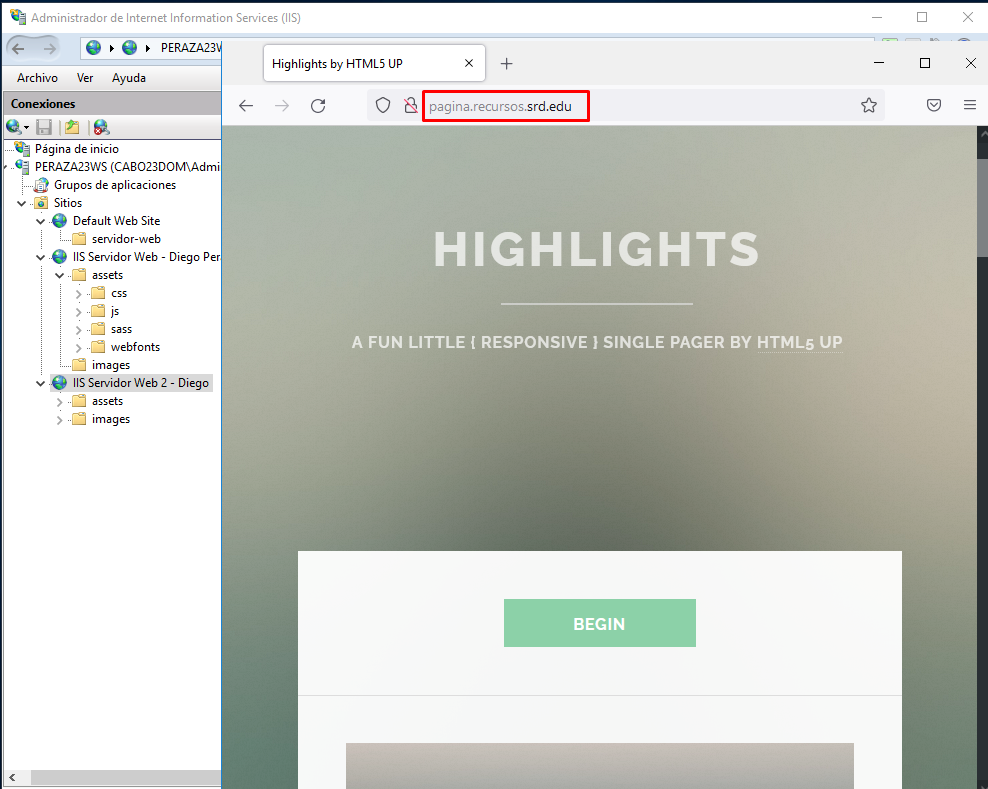 Administrador de Internet Information Services (IIS)
PERAZA23W
Archivo Ver Ayuda
Conexiones
Página de inicio
PERAZA23WS (CABO23DOM\Admi
Grupos de aplicaciones
Sitios
Default Web Site
servidor-web
IIS Servidor Web - Diego Per
assets
css
js
sass
webfonts
images
IIS Servidor Web 2 - Diego
assets
images
Highlights by HTML5 UP
pagina.recursos.srd.edu
HIGHLIGHTS
A FUN LITTLE { RESPONSIVE } SINGLE PAGER BY HTML5 UP
BEGIN